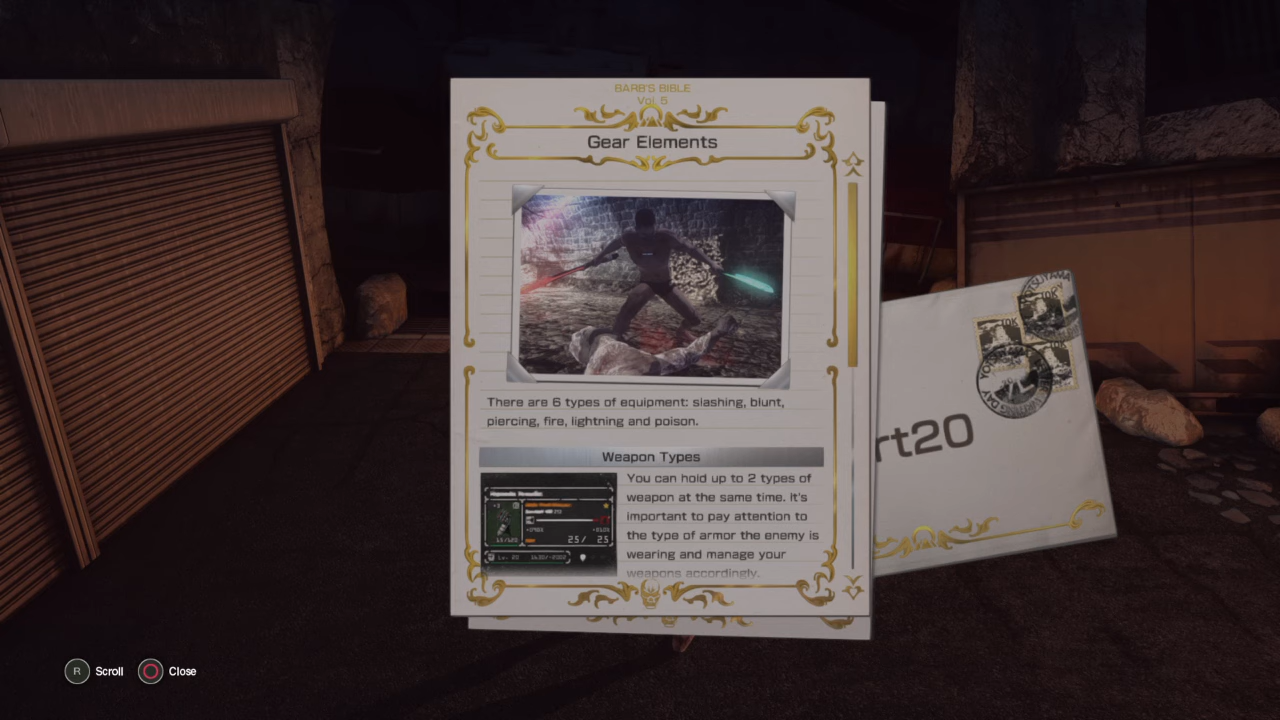 BARB'S BIBLE
Vol. 5
Gear Elements
There are 6 types of equipment: slashing, blunt,
piercing, fire, lightning and poison.
Weapon Types
You can hold up to 2 types of
weapon at the same time. It's
important to pay attention to
the type of armor the enemy is
wearing and manage your
weapons accordingly.
25/ 25
Lv. 20
rt20
R Scroll
Close